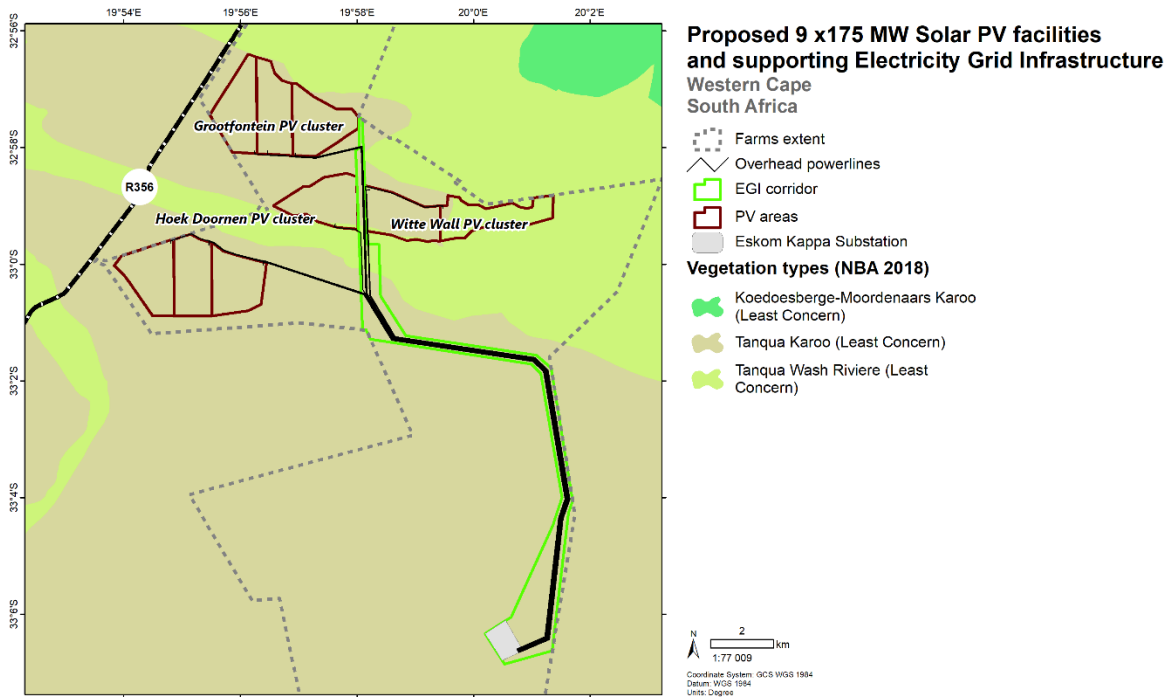 19°54'E 19°56'E 19°58'E 20°0'E 20°2'E
32°56'S
32°58'S
33°0'S
33°2'S
33°4'S
33°6'S
Grootfontein PV cluster
R356
Hoek Doornen PV cluster
Witte Wall PV cluster
Proposed 9 x175 MW Solar PV facilities
and supporting Electricity Grid Infrastructure
Western Cape
South Africa
Farms extent
Overhead powerlines
EGI corridor
PV areas
Eskom Kappa Substation
Vegetation types (NBA 2018)
Koedoesberge-Moordenaars Karoo
(Least Concern)
Tanqua Karoo (Least Concern)
Tanqua Wash Riviere (Least
Concern)
N
2
km
1:77 009
Coordinate System: GCS WGS 1984
Datum: WGS 1984
Units: Degree